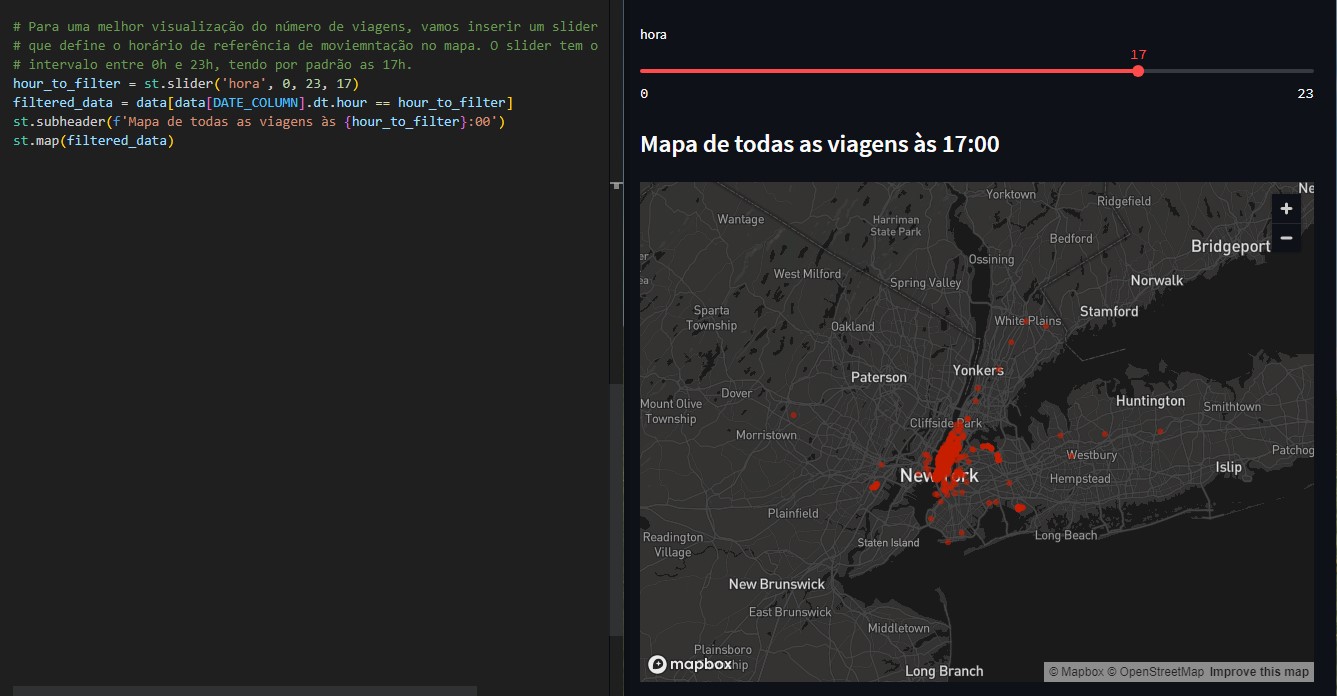 # Para uma melhor visualização do número de viagens, vamos inserir um slider
# que define o horário de referência de moviemntação no mapa. O slider tem o
# intervalo entre 0h e 23h, tendo por padrão as 17h.
hour_to_filter = st.slider('hora', 0, 23, 17)
filtered_data = data[data[DATE_COLUMN].dt.hour == hour_to_filter]
st.subheader(f'Mapa de todas as viagens às {hour_to_filter}:00')
st.map(filtered_data)
hora
17
0
23
Mapa de todas as viagens às 17:00
Ne
Yorktown
Ridgefield
+
Wantage
Harriman
State Park
Bedford
−
Bridgeport
Ossining
West Milford
Spring Valley
Norwalk
Sparta
Township
Stamford
White Plains
Oakland
Yonkers
Paterson
Dover
Huntington
Mount Olive
Township
Smithtown
Cliffside Park
Morristown
Patchog
Westbury
Islip
New York
Hempstead
Plainfield
Long Beach
Readington
Village
Staten Island
New Brunswick
East Brunswick
Middletown
Plainsboro
mapbox
Long Branch
© Mapbox © OpenStreetMap Improve this map